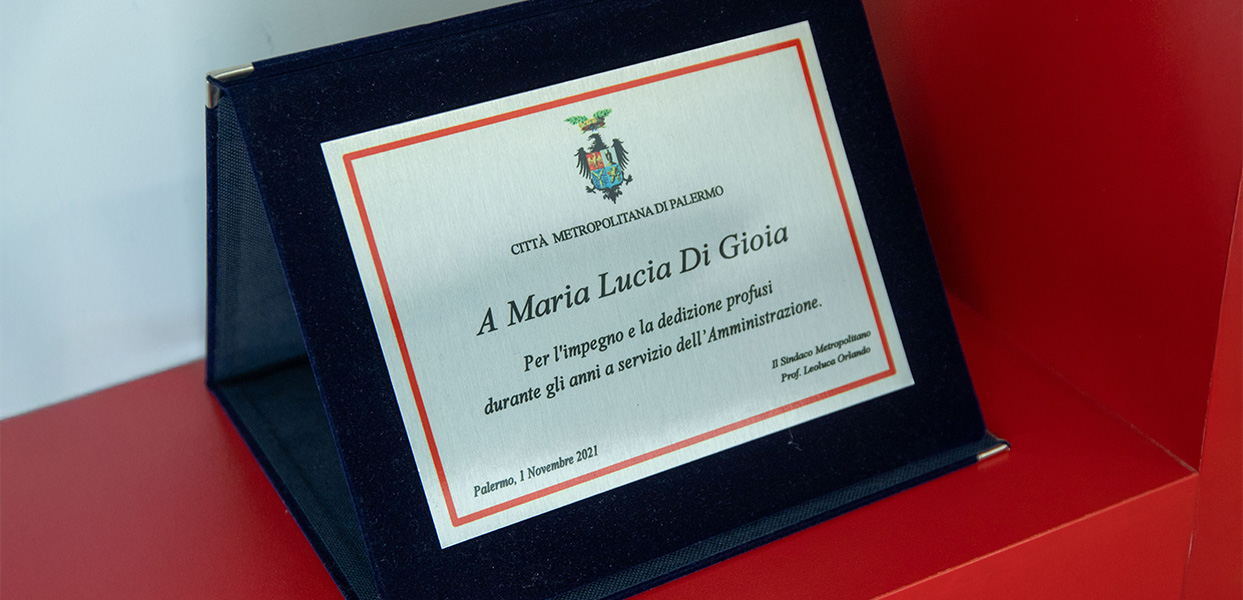 CITTÀ METROPOLITANA DI PALERMO
A Maria Lucia Di Gioia
Per l'impegno e la dedizione profusi
durante gli anni a servizio dell'Amministrazione.
Il Sindaco Metropolitano
Prof. Leoluca Orlando
Palermo, 1 Novembre 2021